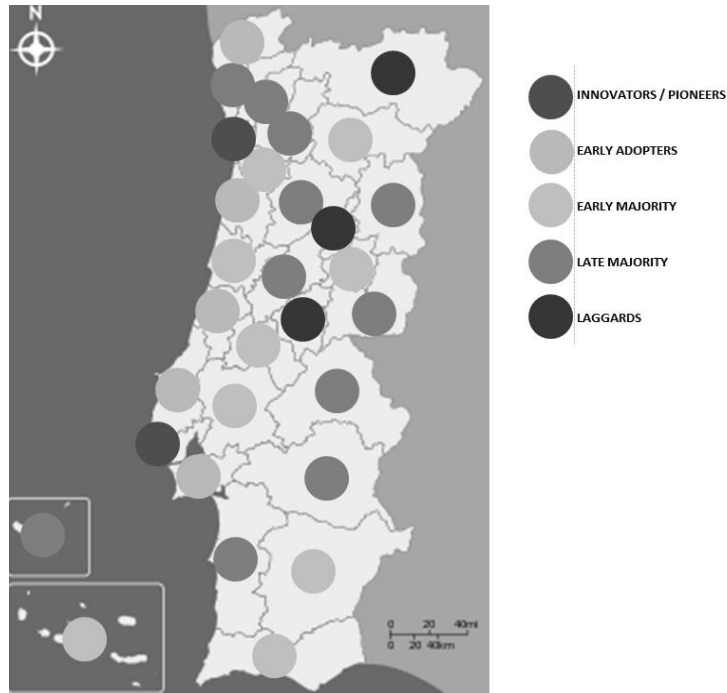 N
INNOVATORS / PIONEERS
EARLY ADOPTERS
EARLY MAJORITY
LATE MAJORITY
LAGGARDS
0 20 40mi
0 20 40km